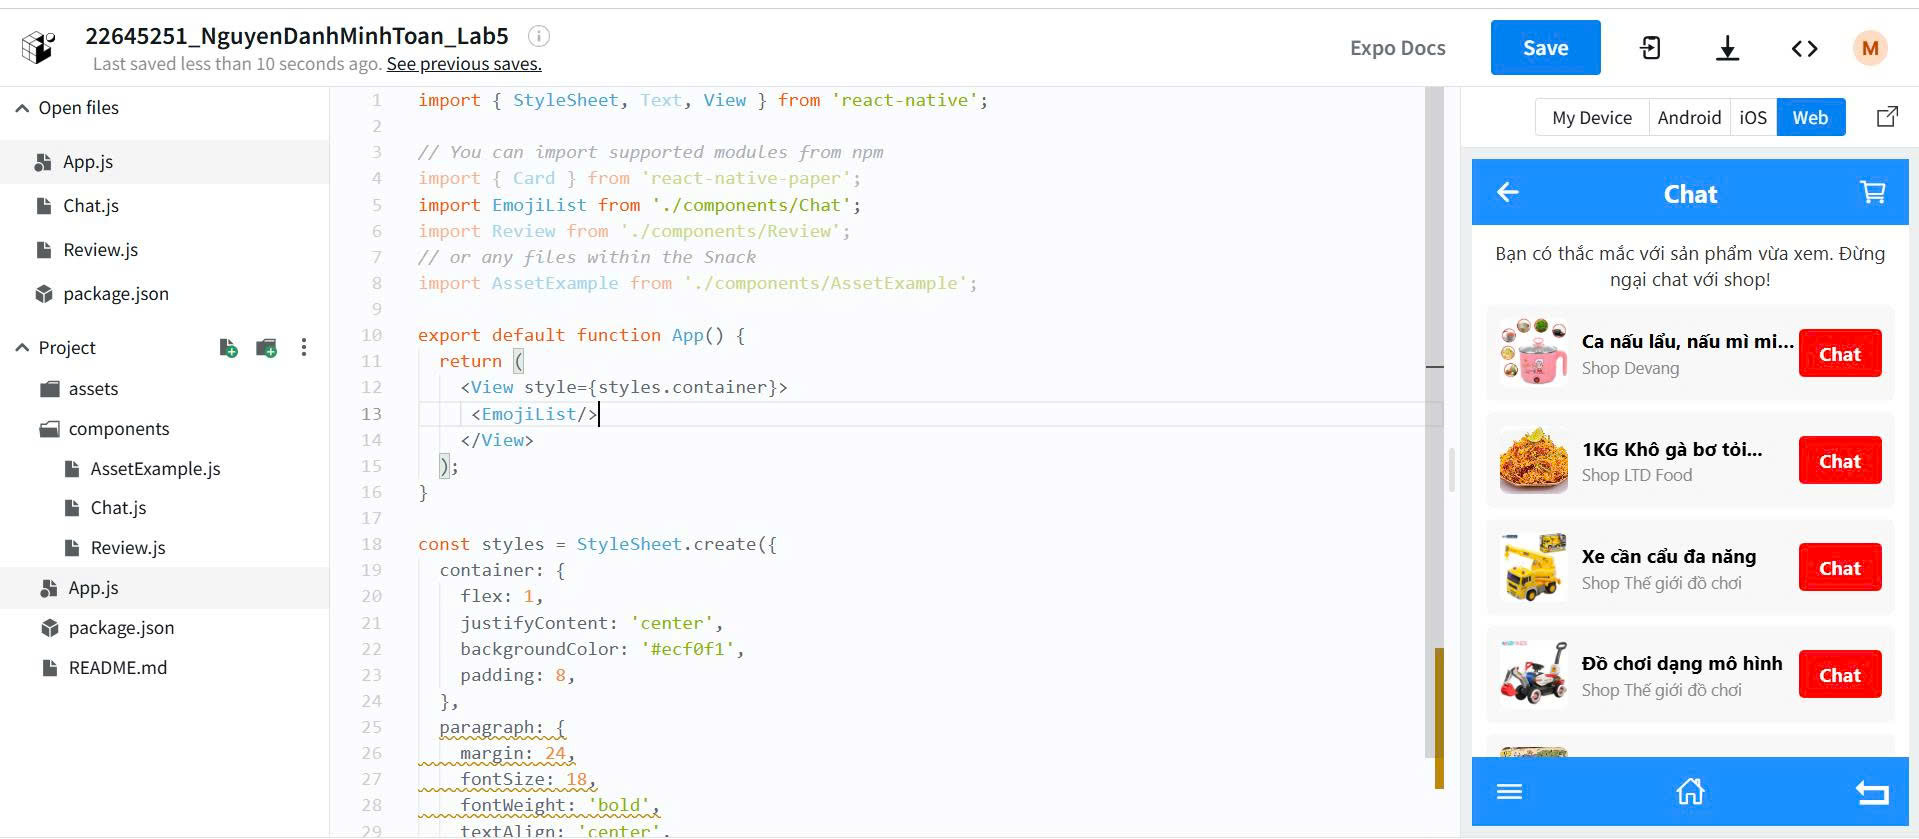 22645251_NguyenDanhMinhToan_Lab5
Last saved less than 10 seconds ago. See previous saves.
Expo Docs
Save
M
Open files
App.js
Chat.js
Review.js
package.json
Project
assets
components
AssetExample.js
Chat.js
Review.js
App.js
package.json
README.md
1 import { StyleSheet, Text, View } from 'react-native';
2
3 // You can import supported modules from npm
4 import { Card } from 'react-native-paper';
5 import EmojiList from './components/Chat';
6 import Review from './components/Review';
7 // or any files within the Snack
8 import AssetExample from './components/AssetExample';
9
10 export default function App() {
11 return (
12 <View style={styles.container}>
13 <EmojiList/>
14 </View>
15 );
16 }
17
18 const styles = StyleSheet.create({
19 container: {
20 flex: 1,
21 justifyContent: 'center',
22 backgroundColor: '#ecf0f1',
23 padding: 8,
24 },
25 paragraph: {
26 margin: 24,
27 fontSize: 18,
28 fontWeight: 'bold',
29 textAlign: 'center',
My Device Android iOS Web
Chat
Bạn có thắc mắc với sản phẩm vừa xem. Đừng
ngại chat với shop!
Ca nấu lẩu, nấu mì mi...
Shop Devang
Chat
1KG Khô gà bơ tỏi...
Shop LTD Food
Chat
Xe cần cẩu đa năng
Shop Thế giới đồ chơi
Chat
Đồ chơi dạng mô hình
Shop Thế giới đồ chơi
Chat